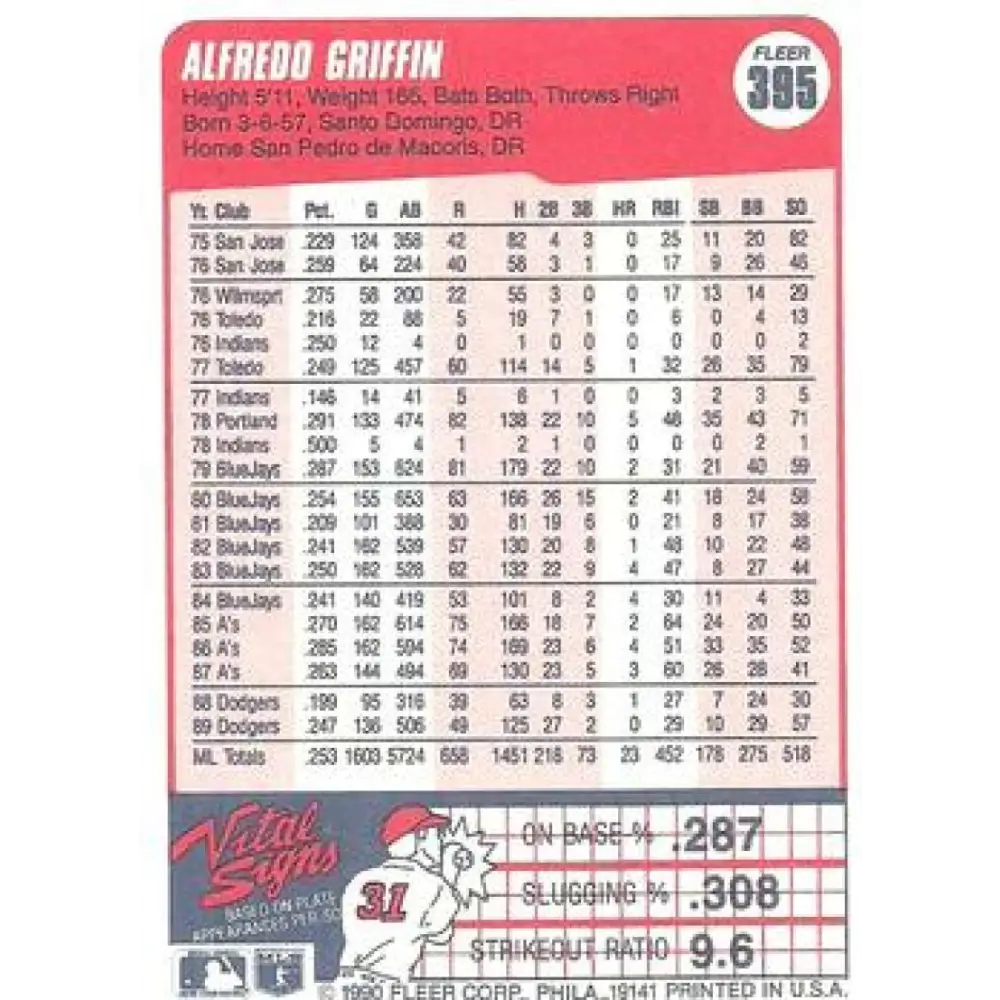 ALFREDO GRIFFIN
FLEER
395
Height 5'11, Weight 165, Bats Both, Throws Right
Born 3-6-57, Santo Domingo, DR
Home San Pedro de Macoris, DR
Yr. Club Pct. G AB R H 2B 3B HR RBI SB BB SO
75 San Jose .229 124 358 42 82 4 3 0 25 11 20 82
76 San Jose .259 64 224 40 58 3 1 0 17 9 26 46
76 Wilmsprt .275 58 200 22 55 3 0 0 17 13 14 29
76 Toledo .216 22 88 5 19 7 1 0 6 0 4 13
76 Indians .250 12 4 0 1 0 0 0 0 0 0 2
77 Toledo .249 125 457 60 114 14 5 1 32 26 35 79
77 Indians .146 14 41 5 6 1 0 0 3 2 3 5
78 Portland .291 133 474 82 138 22 10 5 48 35 43 71
78 Indians .500 5 4 1 2 1 0 0 0 0 2 1
79 BlueJays .287 153 624 81 179 22 10 2 31 21 40 59
80 BlueJays .254 155 653 63 166 26 15 2 41 18 24 58
81 BlueJays .209 101 388 30 81 19 6 0 21 8 17 38
82 BlueJays .241 162 539 57 130 20 8 1 48 10 22 48
83 BlueJays .250 162 528 62 132 22 9 4 47 8 27 44
84 BlueJays .241 140 419 53 101 8 2 4 30 11 4 33
85 A's .270 162 614 75 166 18 7 2 64 24 20 50
86 A's .285 162 594 74 169 23 6 4 51 33 35 52
87 A's .263 144 494 69 130 23 5 3 60 26 28 41
88 Dodgers .199 95 316 39 63 8 3 1 27 7 24 30
89 Dodgers .247 136 506 49 125 27 2 0 29 10 29 57
ML Totals .253 1603 5724 658 1451 218 73 23 452 178 275 518
Vital Signs
BASED ON PLATE
APPEARANCES PER SO
31
ON BASE % .287
SLUGGING % .308
STRIKEOUT RATIO 9.6
© 1990 FLEER CORP., PHILA., 19141 PRINTED IN U.S.A.